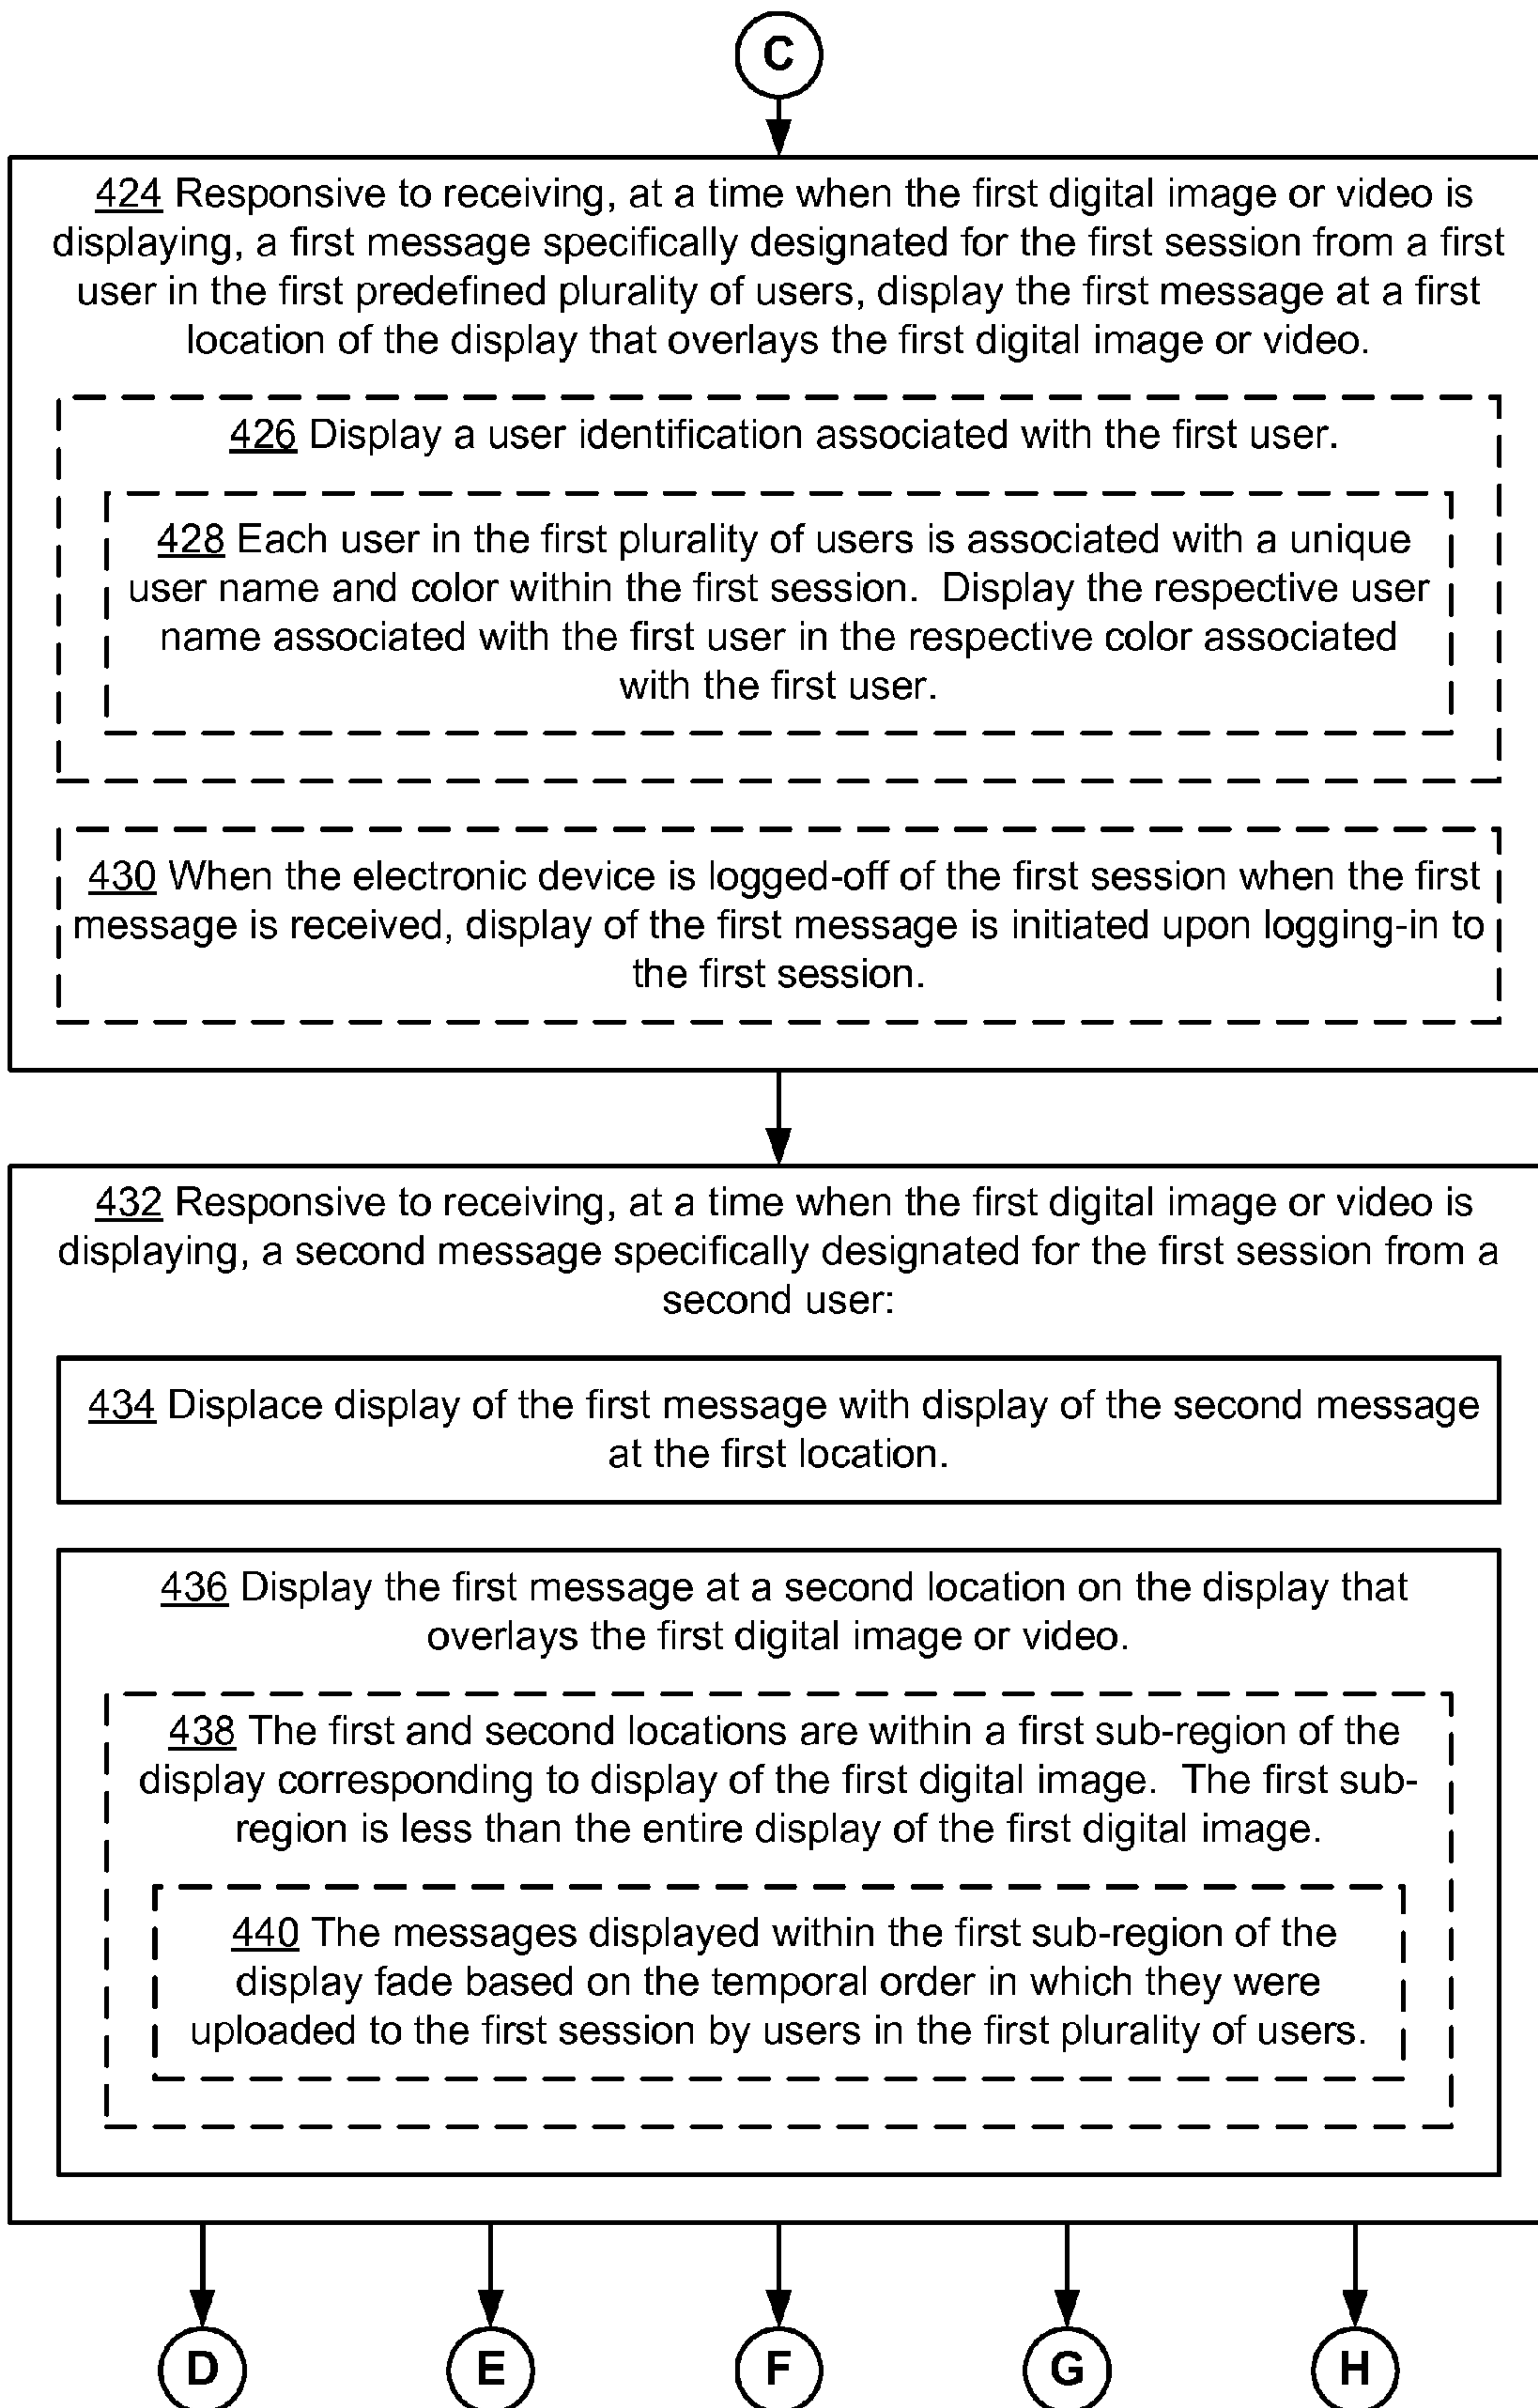 C
424 Responsive to receiving, at a time when the first digital image or video is
displaying, a first message specifically designated for the first session from a first
user in the first predefined plurality of users, display the first message at a first
location of the display that overlays the first digital image or video.
426 Display a user identification associated with the first user.
428 Each user in the first plurality of users is associated with a unique
user name and color within the first session.  Display the respective user
name associated with the first user in the respective color associated
with the first user.
430 When the electronic device is logged-off of the first session when the first
message is received, display of the first message is initiated upon logging-in to
the first session.
432 Responsive to receiving, at a time when the first digital image or video is
displaying, a second message specifically designated for the first session from a
second user:
434 Displace display of the first message with display of the second message
at the first location.
436 Display the first message at a second location on the display that
overlays the first digital image or video.
438 The first and second locations are within a first sub-region of the
display corresponding to display of the first digital image.  The first sub-
region is less than the entire display of the first digital image.
440 The messages displayed within the first sub-region of the
display fade based on the temporal order in which they were
uploaded to the first session by users in the first plurality of users.
D E F G H